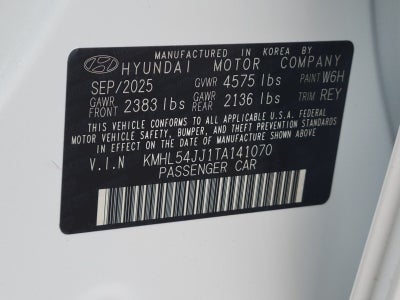 MANUFACTURED IN KOREA BY
HYUNDAI MOTOR COMPANY
SEP/2025 GVWR 4575 lbs PAINT W6H
GAWR FRONT 2383 lbs GAWR REAR 2136 lbs TRIM REY
THIS VEHICLE CONFORMS TO ALL APPLICABLE U.S.A. FEDERAL
MOTOR VEHICLE SAFETY, BUMPER, AND THEFT PREVENTION STANDARDS
IN EFFECT ON THE DATE OF MANUFACTURE SHOWN ABOVE.
V.I.N KMHL54JJ1TA141070
PASSENGER CAR